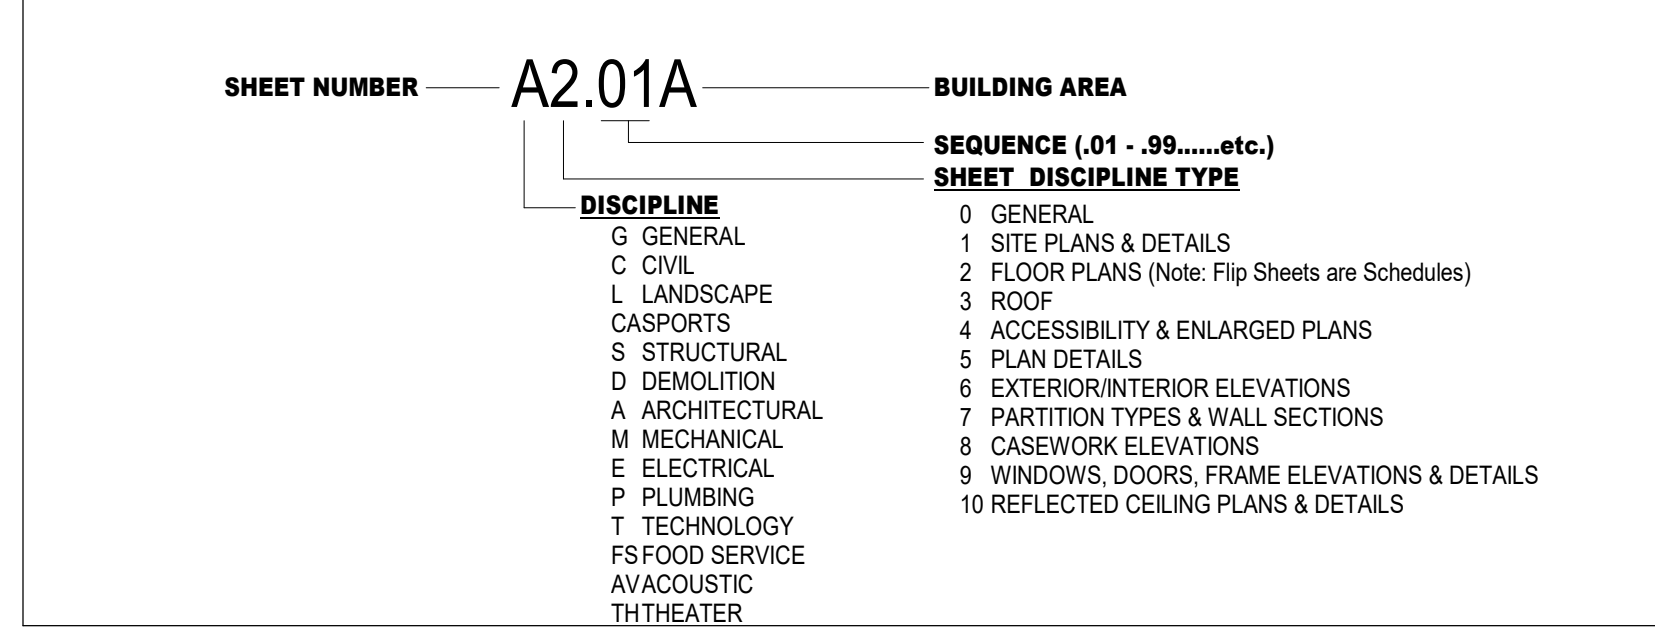 SHEET NUMBER A2.01A BUILDING AREA
SEQUENCE (.01 - .99......etc.)
SHEET DISCIPLINE TYPE
0 GENERAL
1 SITE PLANS & DETAILS
2 FLOOR PLANS (Note: Flip Sheets are Schedules)
3 ROOF
4 ACCESSIBILITY & ENLARGED PLANS
5 PLAN DETAILS
6 EXTERIOR/INTERIOR ELEVATIONS
7 PARTITION TYPES & WALL SECTIONS
8 CASEWORK ELEVATIONS
9 WINDOWS, DOORS, FRAME ELEVATIONS & DETAILS
10 REFLECTED CEILING PLANS & DETAILS
DISCIPLINE
G GENERAL
C CIVIL
L LANDSCAPE
CASPORTS
S STRUCTURAL
D DEMOLITION
A ARCHITECTURAL
M MECHANICAL
E ELECTRICAL
P PLUMBING
T TECHNOLOGY
FS FOOD SERVICE
AVACOUSTIC
THTHEATER